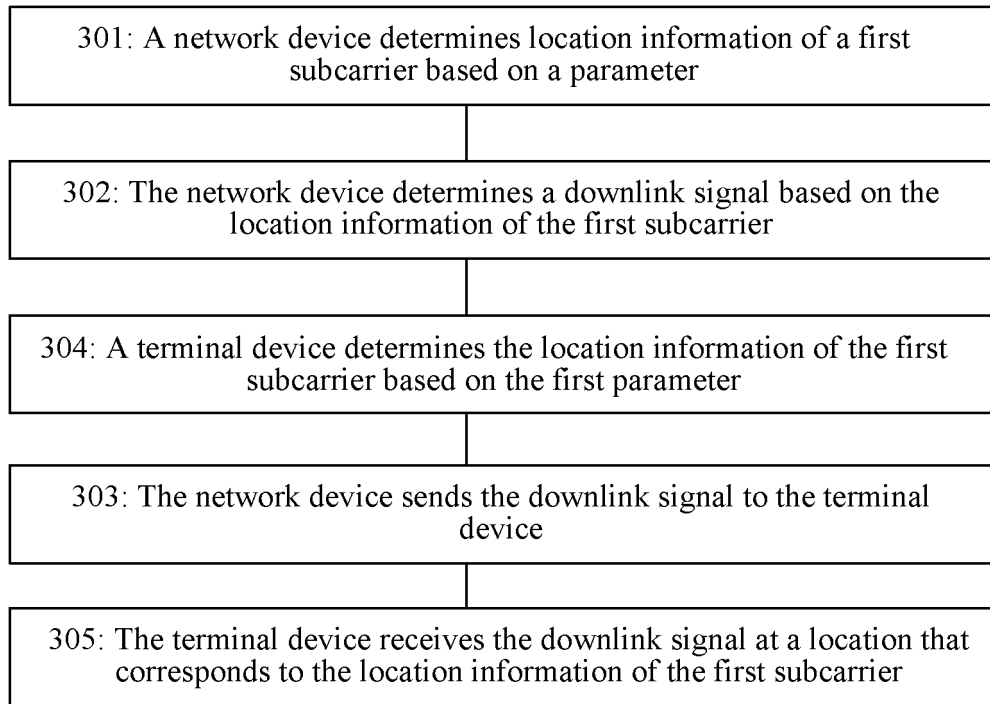 301: A network device determines location information of a first
subcarrier based on a parameter
302: The network device determines a downlink signal based on the
location information of the first subcarrier
304: A terminal device determines the location information of the first
subcarrier based on the first parameter
303: The network device sends the downlink signal to the terminal
device
305: The terminal device receives the downlink signal at a location that
corresponds to the location information of the first subcarrier